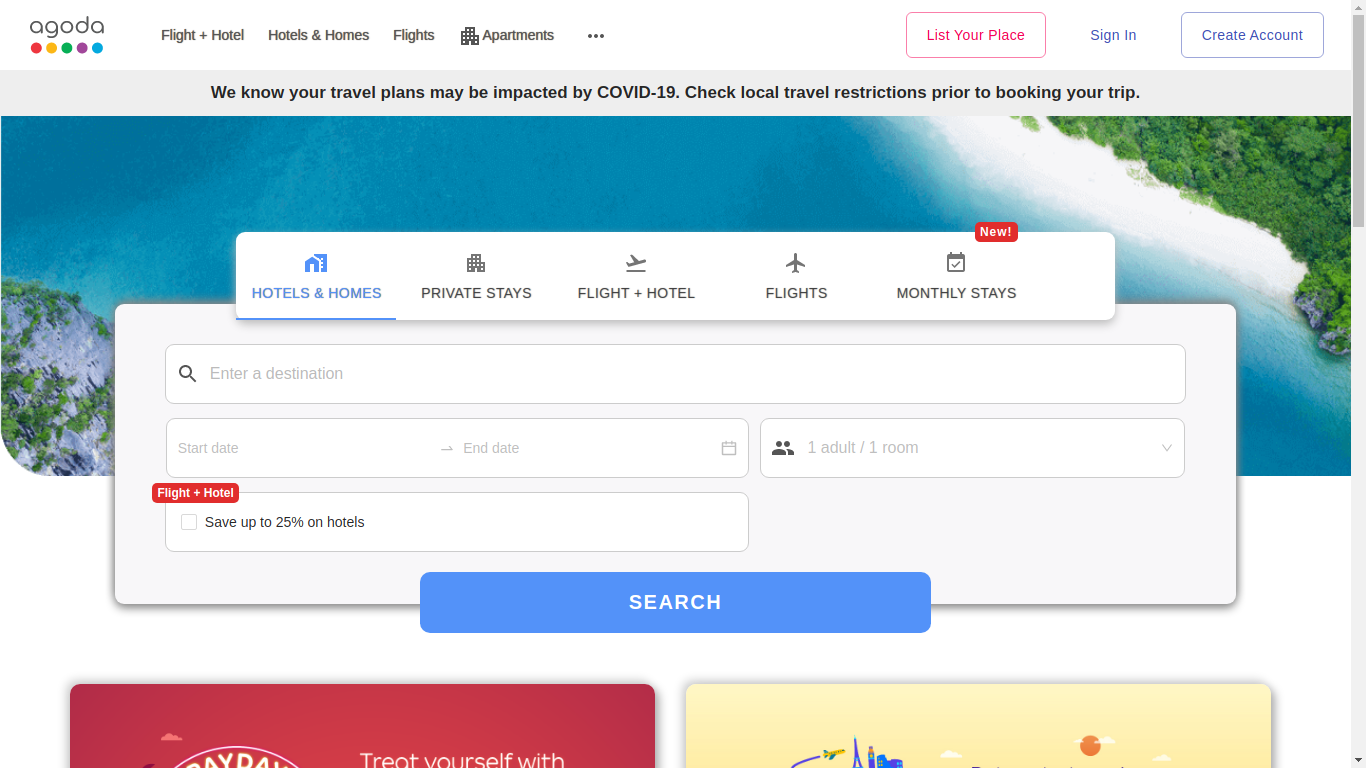 agoda
Flight + Hotel
Hotels & Homes
Flights
Apartments
List Your Place
Sign In
Create Account
We know your travel plans may be impacted by COVID-19. Check local travel restrictions prior to booking your trip.
New!
HOTELS & HOMES
PRIVATE STAYS
FLIGHT + HOTEL
FLIGHTS
MONTHLY STAYS
Enter a destination
Start date
End date
1 adult / 1 room
Flight + Hotel
Save up to 25% on hotels
SEARCH
PAYDAY
Treat yourself with